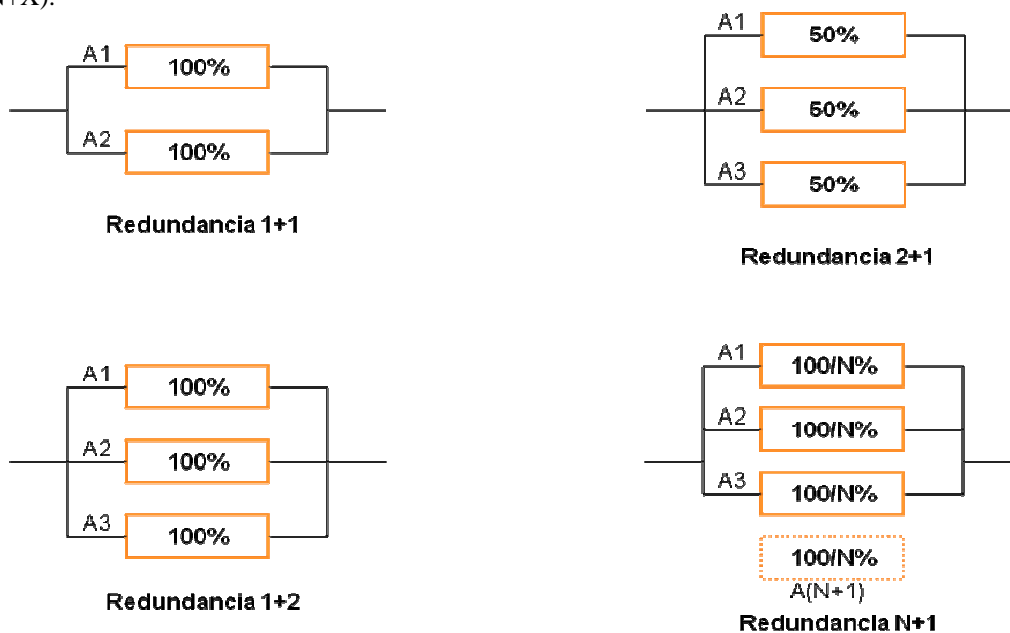 N+X).
A1
100%
A2
100%
Redundancia 1+1
A1
50%
A2
50%
A3
50%
Redundancia 2+1
A1
100%
A2
100%
A3
100%
Redundancia 1+2
A1
100/N%
A2
100/N%
A3
100/N%
100/N%
A(N+1)
Redundancia N+1